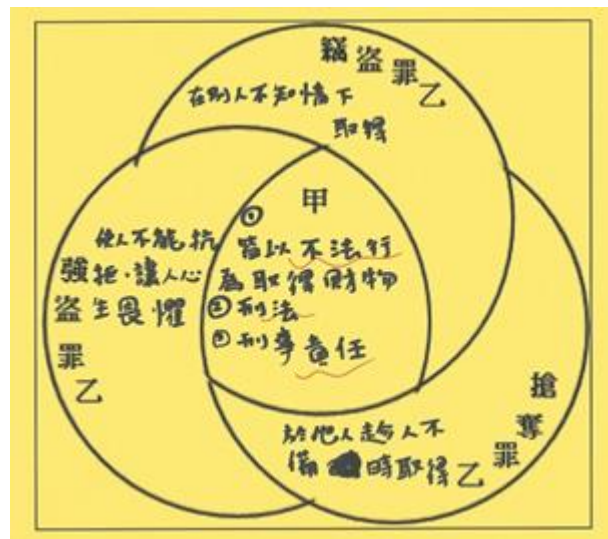 竊盜罪乙
在別人不知情下
取得
甲
①
皆以不法行
為取得財物
②刑法
③刑事責任
他人不能抗
拒,讓人心
生畏懼
強盜罪乙
於他人趁人不
備時取得乙
搶奪罪